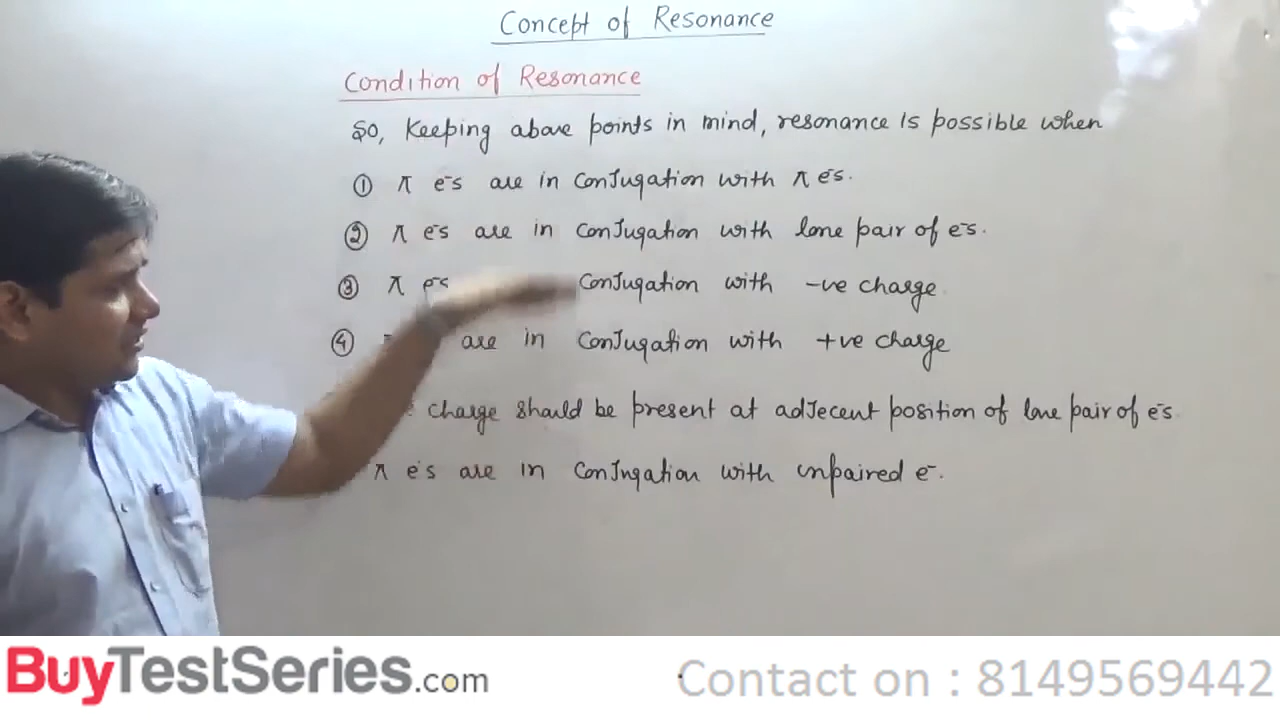 Concept of Resonance
Condition of Resonance
So, Keeping above points in mind, resonance is possible when
① π e⁻s are in conjugation with π e⁻s.
② π e⁻s are in conjugation with lone pair of e⁻s.
③ π e⁻s conjugation with -ve charge
④ are in conjugation with +ve charge
charge should be present at adjecent position of lone pair of e⁻s.
π e⁻s are in conjugation with unpaired e⁻.
BuyTestSeries.com
Contact on : 8149569442